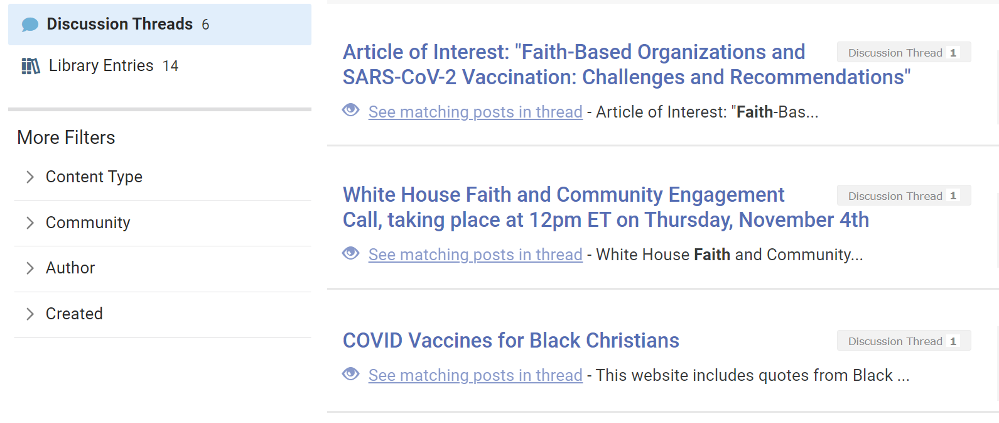 Discussion Threads 6
Library Entries 14
More Filters
Content Type
Community
Author
Created
Article of Interest: "Faith-Based Organizations and
Discussion Thread 1
SARS-CoV-2 Vaccination: Challenges and Recommendations"
See matching posts in thread - Article of Interest: "Faith-Bas...
White House Faith and Community Engagement
Discussion Thread 1
Call, taking place at 12pm ET on Thursday, November 4th
See matching posts in thread - White House Faith and Community...
COVID Vaccines for Black Christians
Discussion Thread 1
See matching posts in thread - This website includes quotes from Black ...